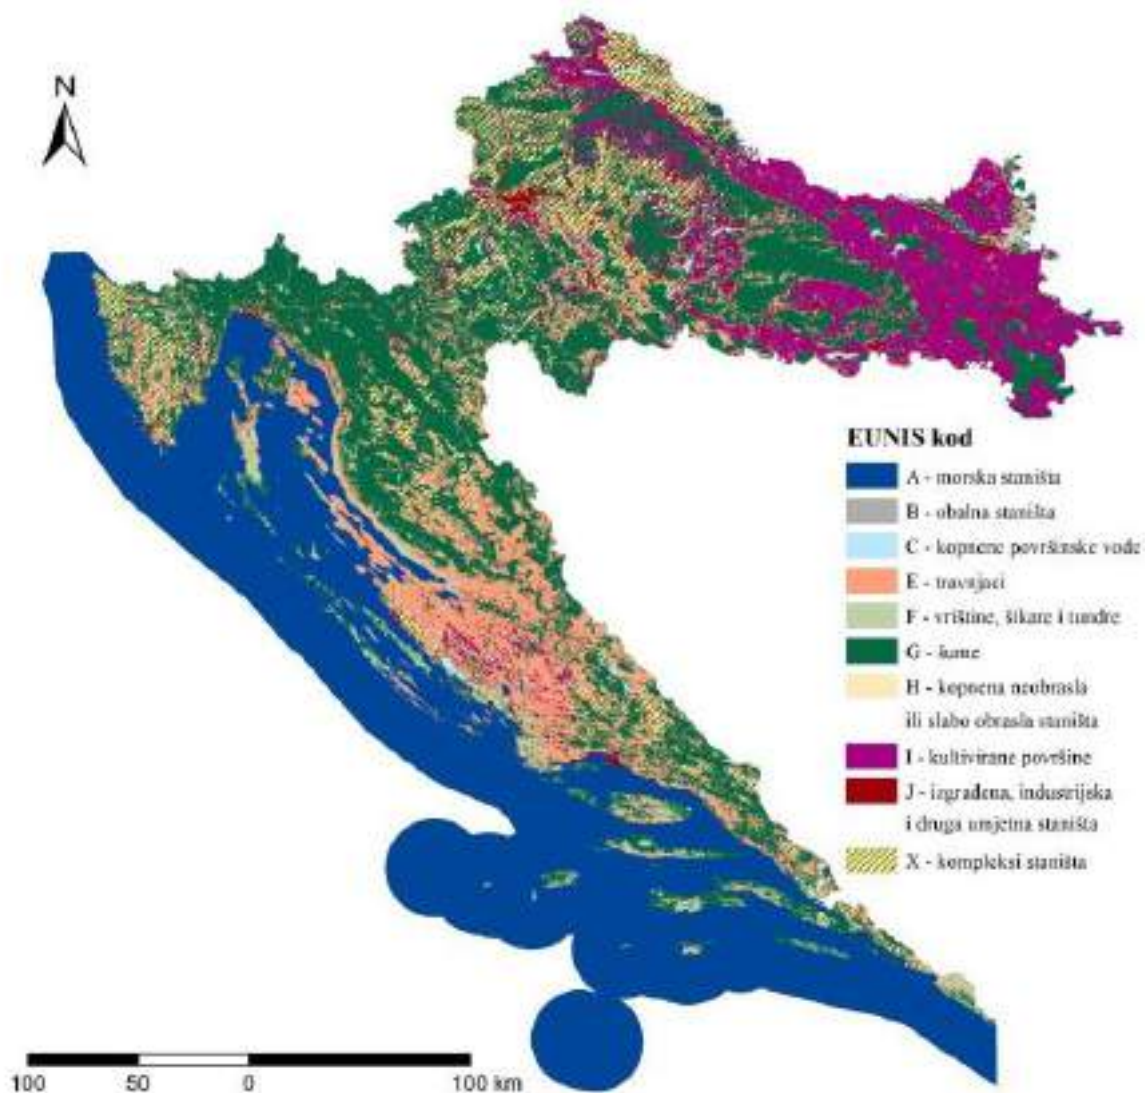 N
EUNIS kod
A - morska staništa
B - obalna staništa
C - kopnene površinske vode
E - travnjaci
F - vrištine, šikare i tundre
G - šume
H - kopnena neobrasla
ili slabo obrasla staništa
I - kultivirane površine
J - izgrađena, industrijska
i druga umjetna staništa
X - kompleksi staništa
100 50 0 100 km